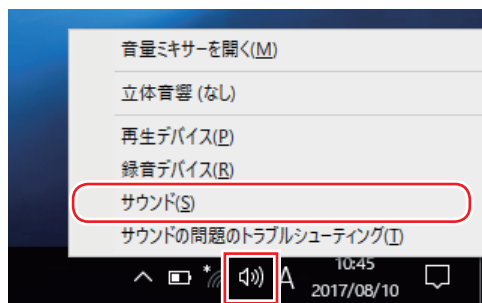 音量ミキサーを開く(M)
立体音響 (なし)
再生デバイス(P)
録音デバイス(R)
サウンド(S)
サウンドの問題のトラブルシューティング(T)
A
10:45
2017/08/10